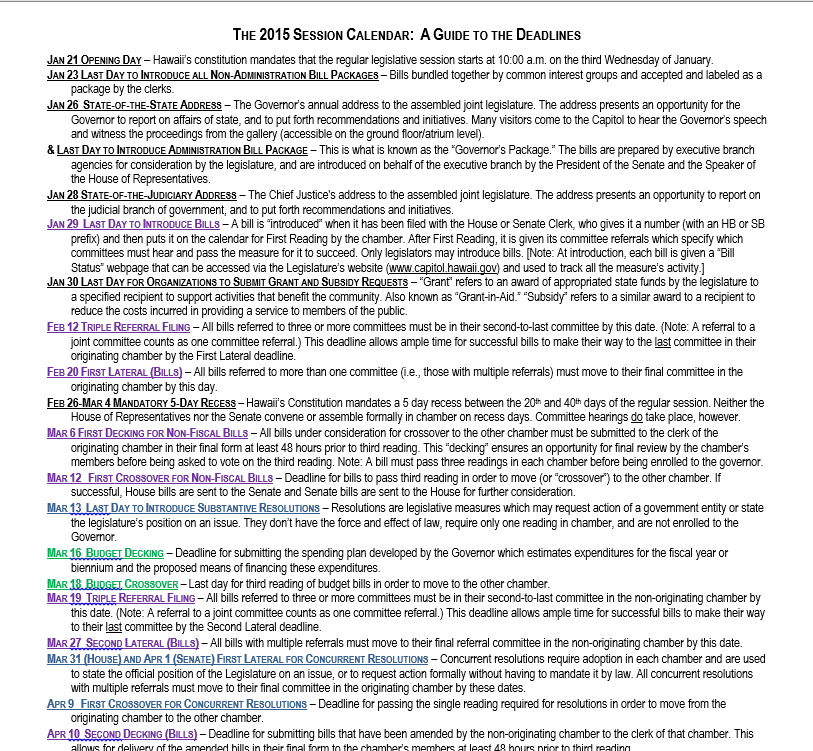 THE 2015 SESSION CALENDAR: A GUIDE TO THE DEADLINES
JAN 21 OPENING DAY – Hawaii's constitution mandates that the regular legislative session starts at 10:00 a.m. on the third Wednesday of January.
JAN 23 LAST DAY TO INTRODUCE ALL NON-ADMINISTRATION BILL PACKAGES – Bills bundled together by common interest groups and accepted and labeled as a
package by the clerks.
JAN 26 STATE-OF-THE-STATE ADDRESS – The Governor's annual address to the assembled joint legislature. The address presents an opportunity for the
Governor to report on affairs of state, and to put forth recommendations and initiatives. Many visitors come to the Capitol to hear the Governor's speech
and witness the proceedings from the gallery (accessible on the ground floor/atrium level).
& LAST DAY TO INTRODUCE ADMINISTRATION BILL PACKAGE – This is what is known as the “Governor's Package.” The bills are prepared by executive branch
agencies for consideration by the legislature, and are introduced on behalf of the executive branch by the President of the Senate and the Speaker of
the House of Representatives.
JAN 28 STATE-OF-THE-JUDICIARY ADDRESS – The Chief Justice's address to the assembled joint legislature. The address presents an opportunity to report on
the judicial branch of government, and to put forth recommendations and initiatives.
JAN 29 LAST DAY TO INTRODUCE BILLS – A bill is “introduced” when it has been filed with the House or Senate Clerk, who gives it a number (with an HB or SB
prefix) and then puts it on the calendar for First Reading by the chamber. After First Reading, it is given its committee referrals which specify which
committees must hear and pass the measure for it to succeed. Only legislators may introduce bills. [Note: At introduction, each bill is given a “Bill
Status” webpage that can be accessed via the Legislature's website (www.capitol.hawaii.gov) and used to track all the measure's activity.]
JAN 30 LAST DAY FOR ORGANIZATIONS TO SUBMIT GRANT AND SUBSIDY REQUESTS – “Grant” refers to an award of appropriated state funds by the legislature to
a specified recipient to support activities that benefit the community. Also known as “Grant-in-Aid.” “Subsidy” refers to a similar award to a recipient to
reduce the costs incurred in providing a service to members of the public.
FEB 12 TRIPLE REFERRAL FILING – All bills referred to three or more committees must be in their second-to-last committee by this date. (Note: A referral to a
joint committee counts as one committee referral.) This deadline allows ample time for successful bills to make their way to the last committee in their
originating chamber by the First Lateral deadline.
FEB 20 FIRST LATERAL (BILLS) – All bills referred to more than one committee (i.e., those with multiple referrals) must move to their final committee in the
originating chamber by this day.
FEB 26-MAR 4 MANDATORY 5-DAY RECESS – Hawaii's Constitution mandates a 5 day recess between the 20th and 40th days of the regular session. Neither the
House of Representatives nor the Senate convene or assemble formally in chamber on recess days. Committee hearings do take place, however.
MAR 6 FIRST DECKING FOR NON-FISCAL BILLS – All bills under consideration for crossover to the other chamber must be submitted to the clerk of the
originating chamber in their final form at least 48 hours prior to third reading. This “decking” ensures an opportunity for final review by the chamber's
members before being asked to vote on the third reading. Note: A bill must pass three readings in each chamber before being enrolled to the governor.
MAR 12 FIRST CROSSOVER FOR NON-FISCAL BILLS – Deadline for bills to pass third reading in order to move (or “crossover”) to the other chamber. If
successful, House bills are sent to the Senate and Senate bills are sent to the House for further consideration.
MAR 13 LAST DAY TO INTRODUCE SUBSTANTIVE RESOLUTIONS – Resolutions are legislative measures which may request action of a government entity or state
the legislature's position on an issue. They don't have the force and effect of law, require only one reading in chamber, and are not enrolled to the
Governor.
MAR 16 BUDGET DECKING – Deadline for submitting the spending plan developed by the Governor which estimates expenditures for the fiscal year or
biennium and the proposed means of financing these expenditures.
MAR 18 BUDGET CROSSOVER – Last day for third reading of budget bills in order to move to the other chamber.
MAR 19 TRIPLE REFERRAL FILING – All bills referred to three or more committees must be in their second-to-last committee in the non-originating chamber by
this date. (Note: A referral to a joint committee counts as one committee referral.) This deadline allows ample time for successful bills to make their way
to their last committee by the Second Lateral deadline.
MAR 27 SECOND LATERAL (BILLS) – All bills with multiple referrals must move to their final referral committee in the non-originating chamber by this date.
MAR 31 (HOUSE) AND APR 1 (SENATE) FIRST LATERAL FOR CONCURRENT RESOLUTIONS – Concurrent resolutions require adoption in each chamber and are used
to state the official position of the Legislature on an issue, or to request action formally without having to mandate it by law. All concurrent resolutions
with multiple referrals must move to their final committee in the originating chamber by these dates.
APR 9 FIRST CROSSOVER FOR CONCURRENT RESOLUTIONS – Deadline for passing the single reading required for resolutions in order to move from the
originating chamber to the other chamber.
APR 10 SECOND DECKING (BILLS) – Deadline for submitting bills that have been amended by the non-originating chamber to the clerk of that chamber. This
allows for delivery of the amended bills in their final form to the chamber's members at least 48 hours prior to third reading.